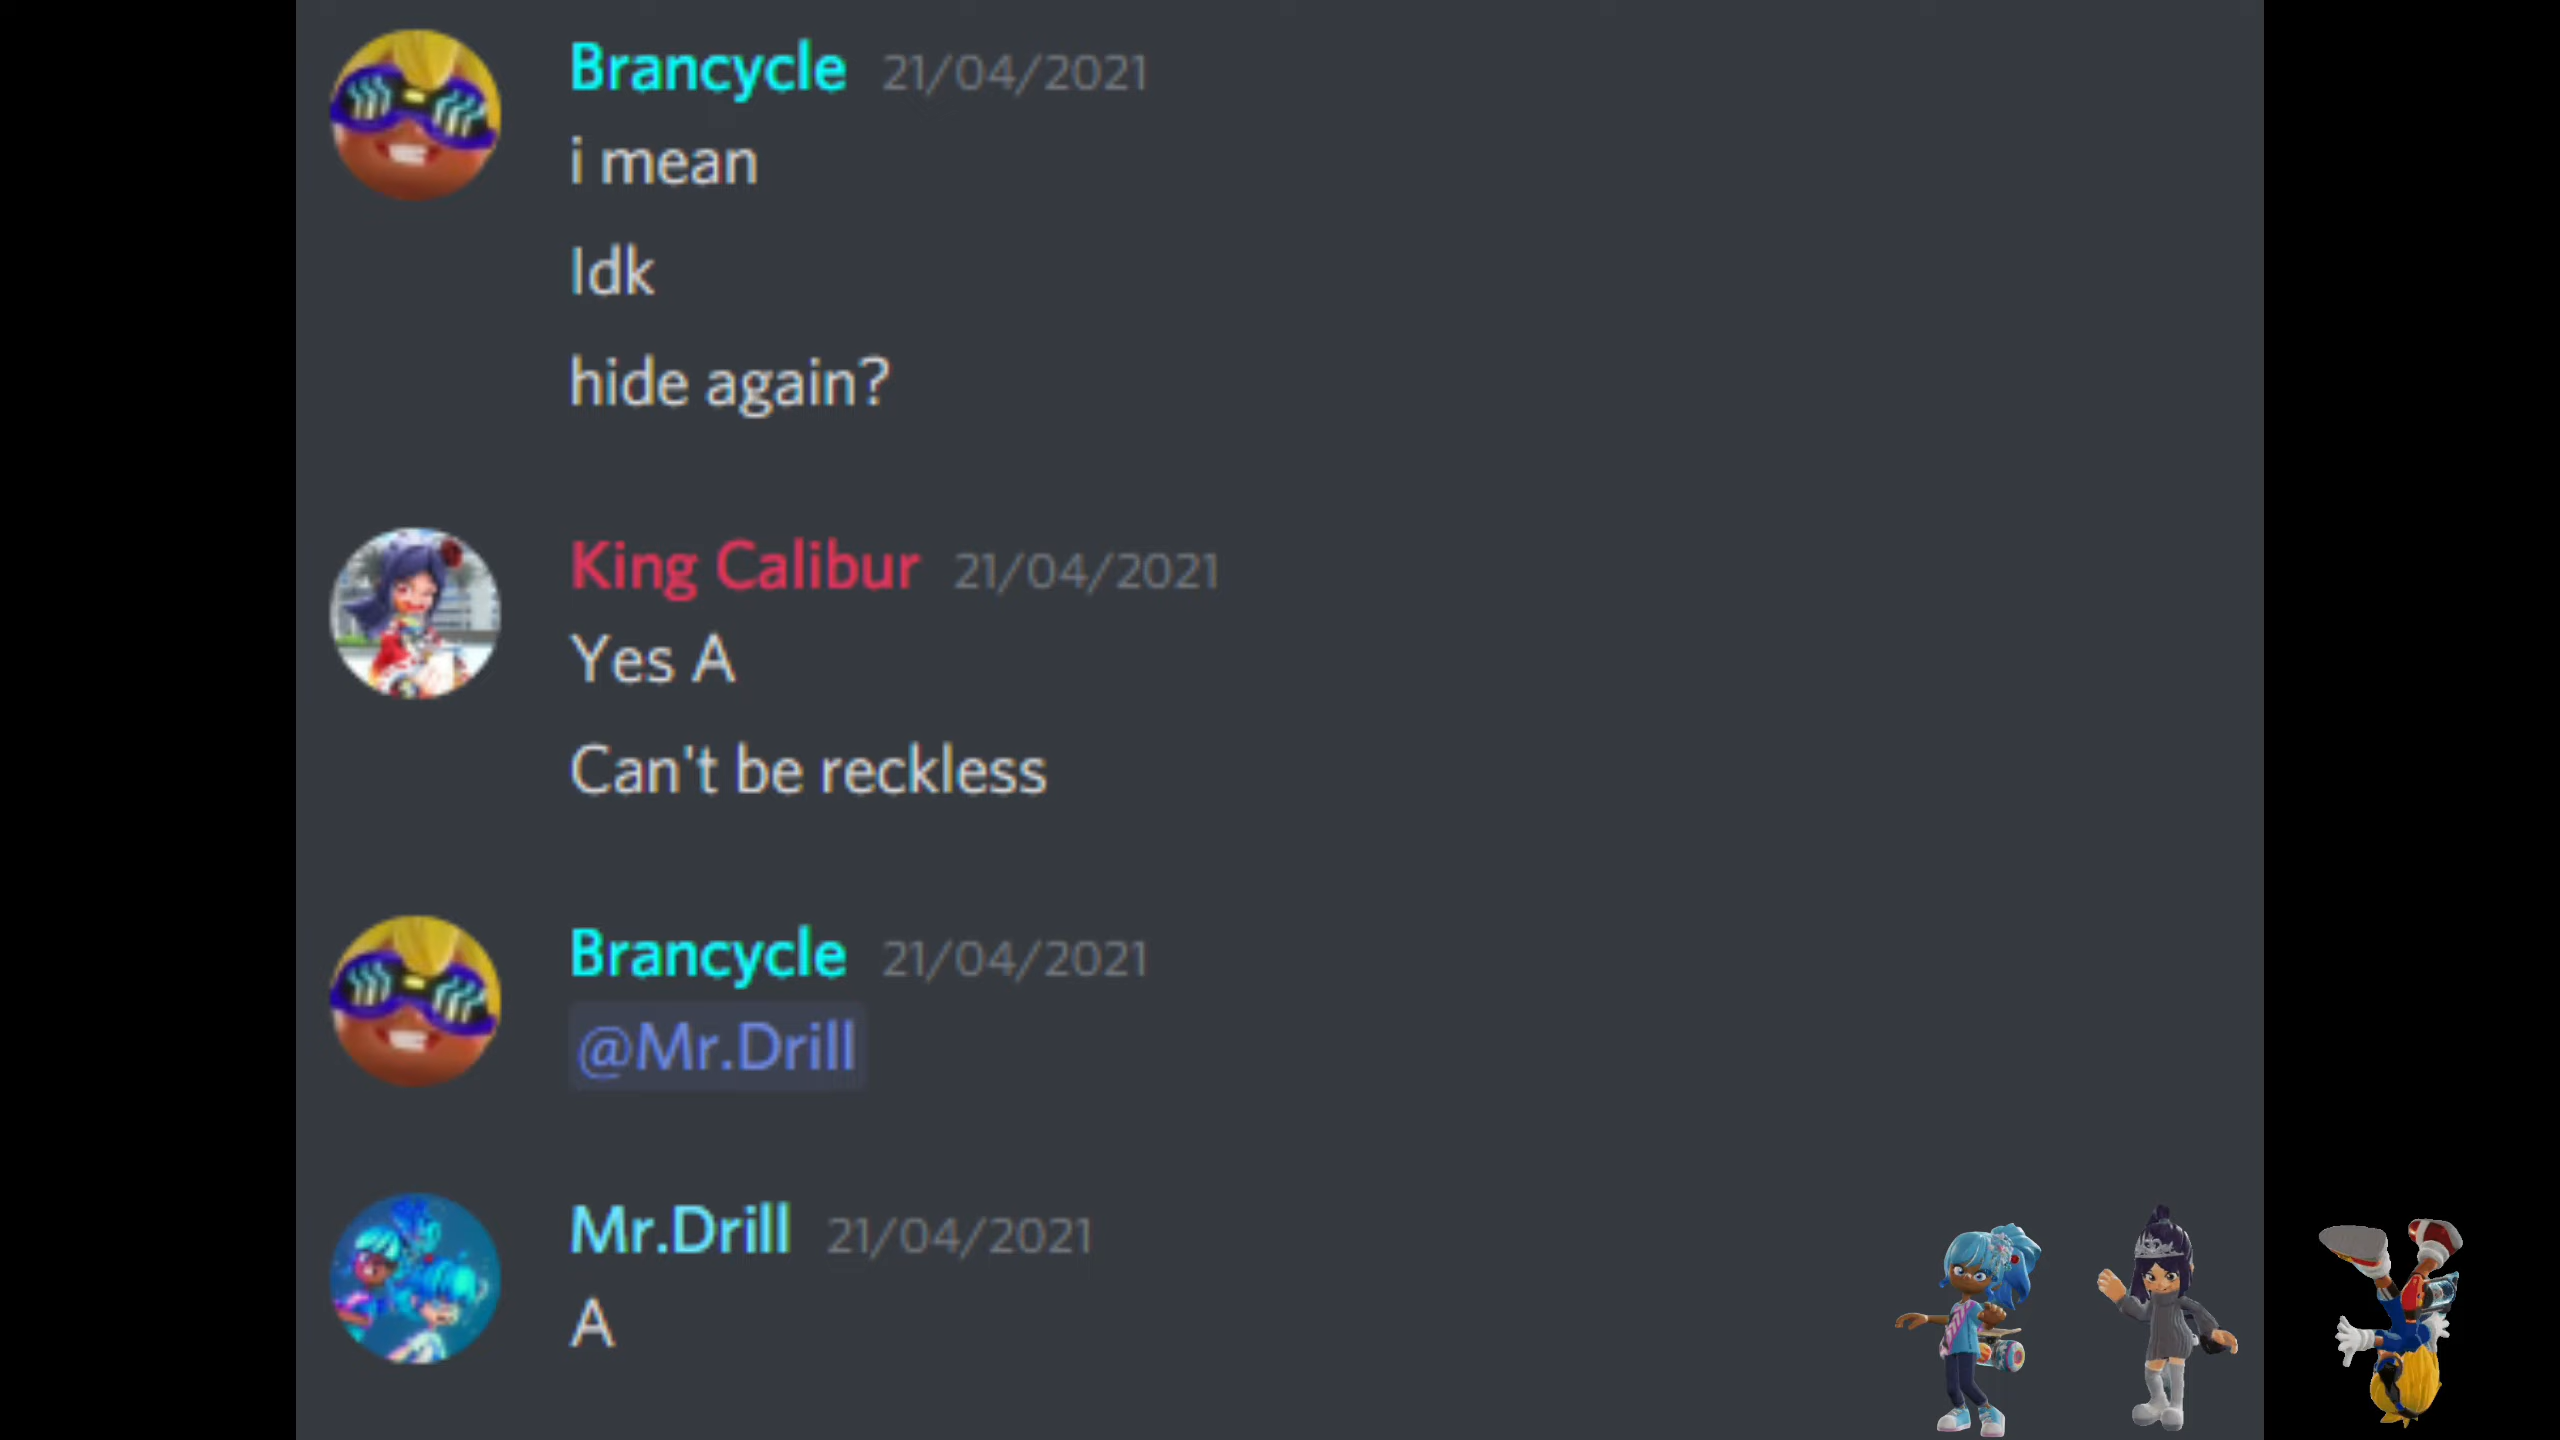 Brancycle 21/04/2021
i mean
Idk
hide again?
King Calibur 21/04/2021
Yes A
Can't be reckless
Brancycle 21/04/2021
@Mr.Drill
Mr.Drill 21/04/2021
A